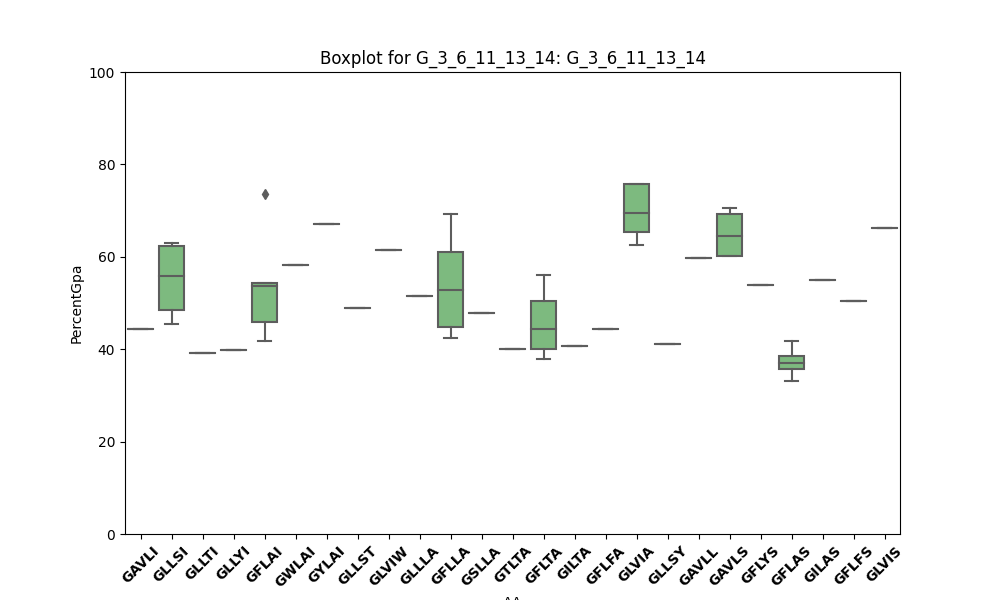 Boxplot for G_3_6_11_13_14: G_3_6_11_13_14
100
80
60
40
20
0
PercentGpa
GAVLI GLLSI GLLTI GLLYI GFLAI GWLAI GYLAI GLLST GLVIW GLLLA GFLLA GSLLA GTLTA GFLTA GILTA GFLFA GLVIA GLLSY GAVLL GAVLS GFLYS GFLAS GILAS GFLFS GLVIS
AA